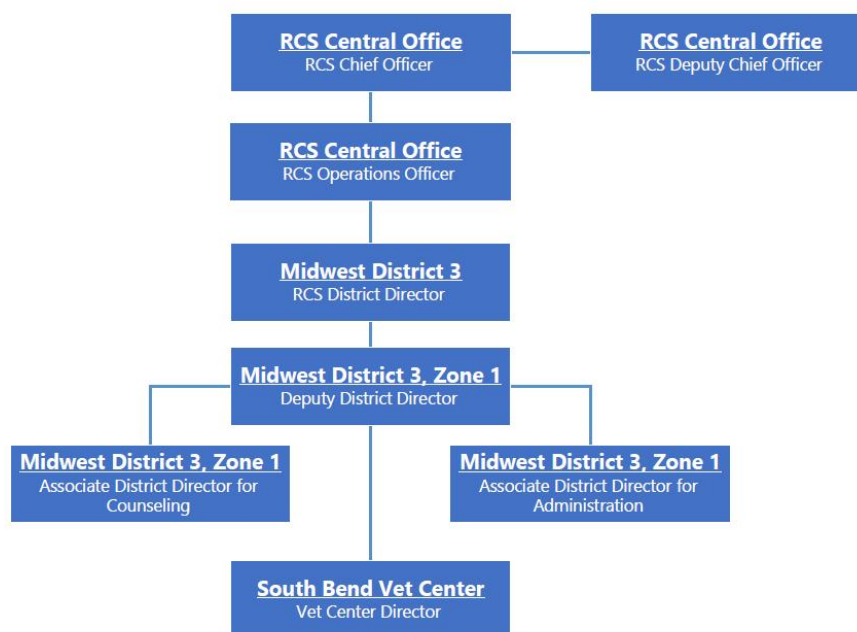 RCS Central Office
RCS Chief Officer
RCS Central Office
RCS Deputy Chief Officer
RCS Central Office
RCS Operations Officer
Midwest District 3
RCS District Director
Midwest District 3, Zone 1
Deputy District Director
Midwest District 3, Zone 1
Associate District Director for
Counseling
Midwest District 3, Zone 1
Associate District Director for
Administration
South Bend Vet Center
Vet Center Director